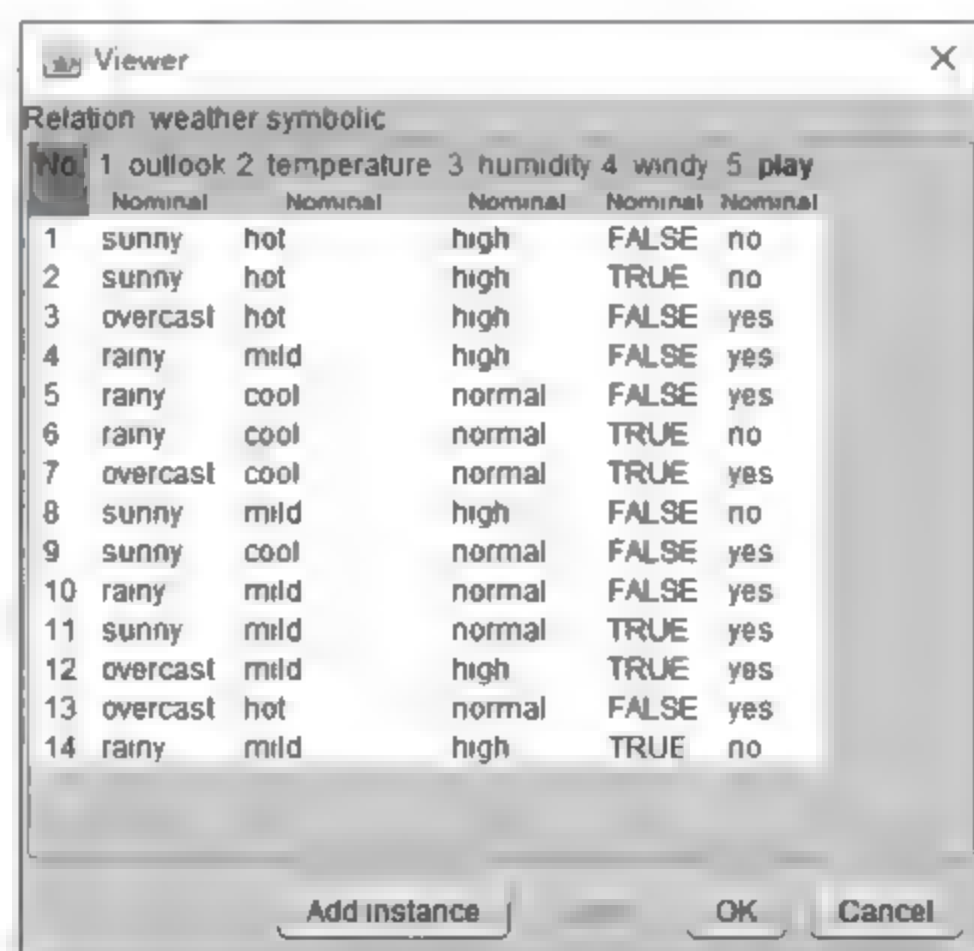 Viewer
Relation weather symbolic
No. 1 outlook 2 temperature 3 humidity 4 windy 5 play
Nominal Nominal Nominal Nominal Nominal
1 sunny hot high FALSE no
2 sunny hot high TRUE no
3 overcast hot high FALSE yes
4 rainy mild high FALSE yes
5 rainy cool normal FALSE yes
6 rainy cool normal TRUE no
7 overcast cool normal TRUE yes
8 sunny mild high FALSE no
9 sunny cool normal FALSE yes
10 rainy mild normal FALSE yes
11 sunny mild normal TRUE yes
12 overcast mild high TRUE yes
13 overcast hot normal FALSE yes
14 rainy mild high TRUE no
Add instance OK Cancel